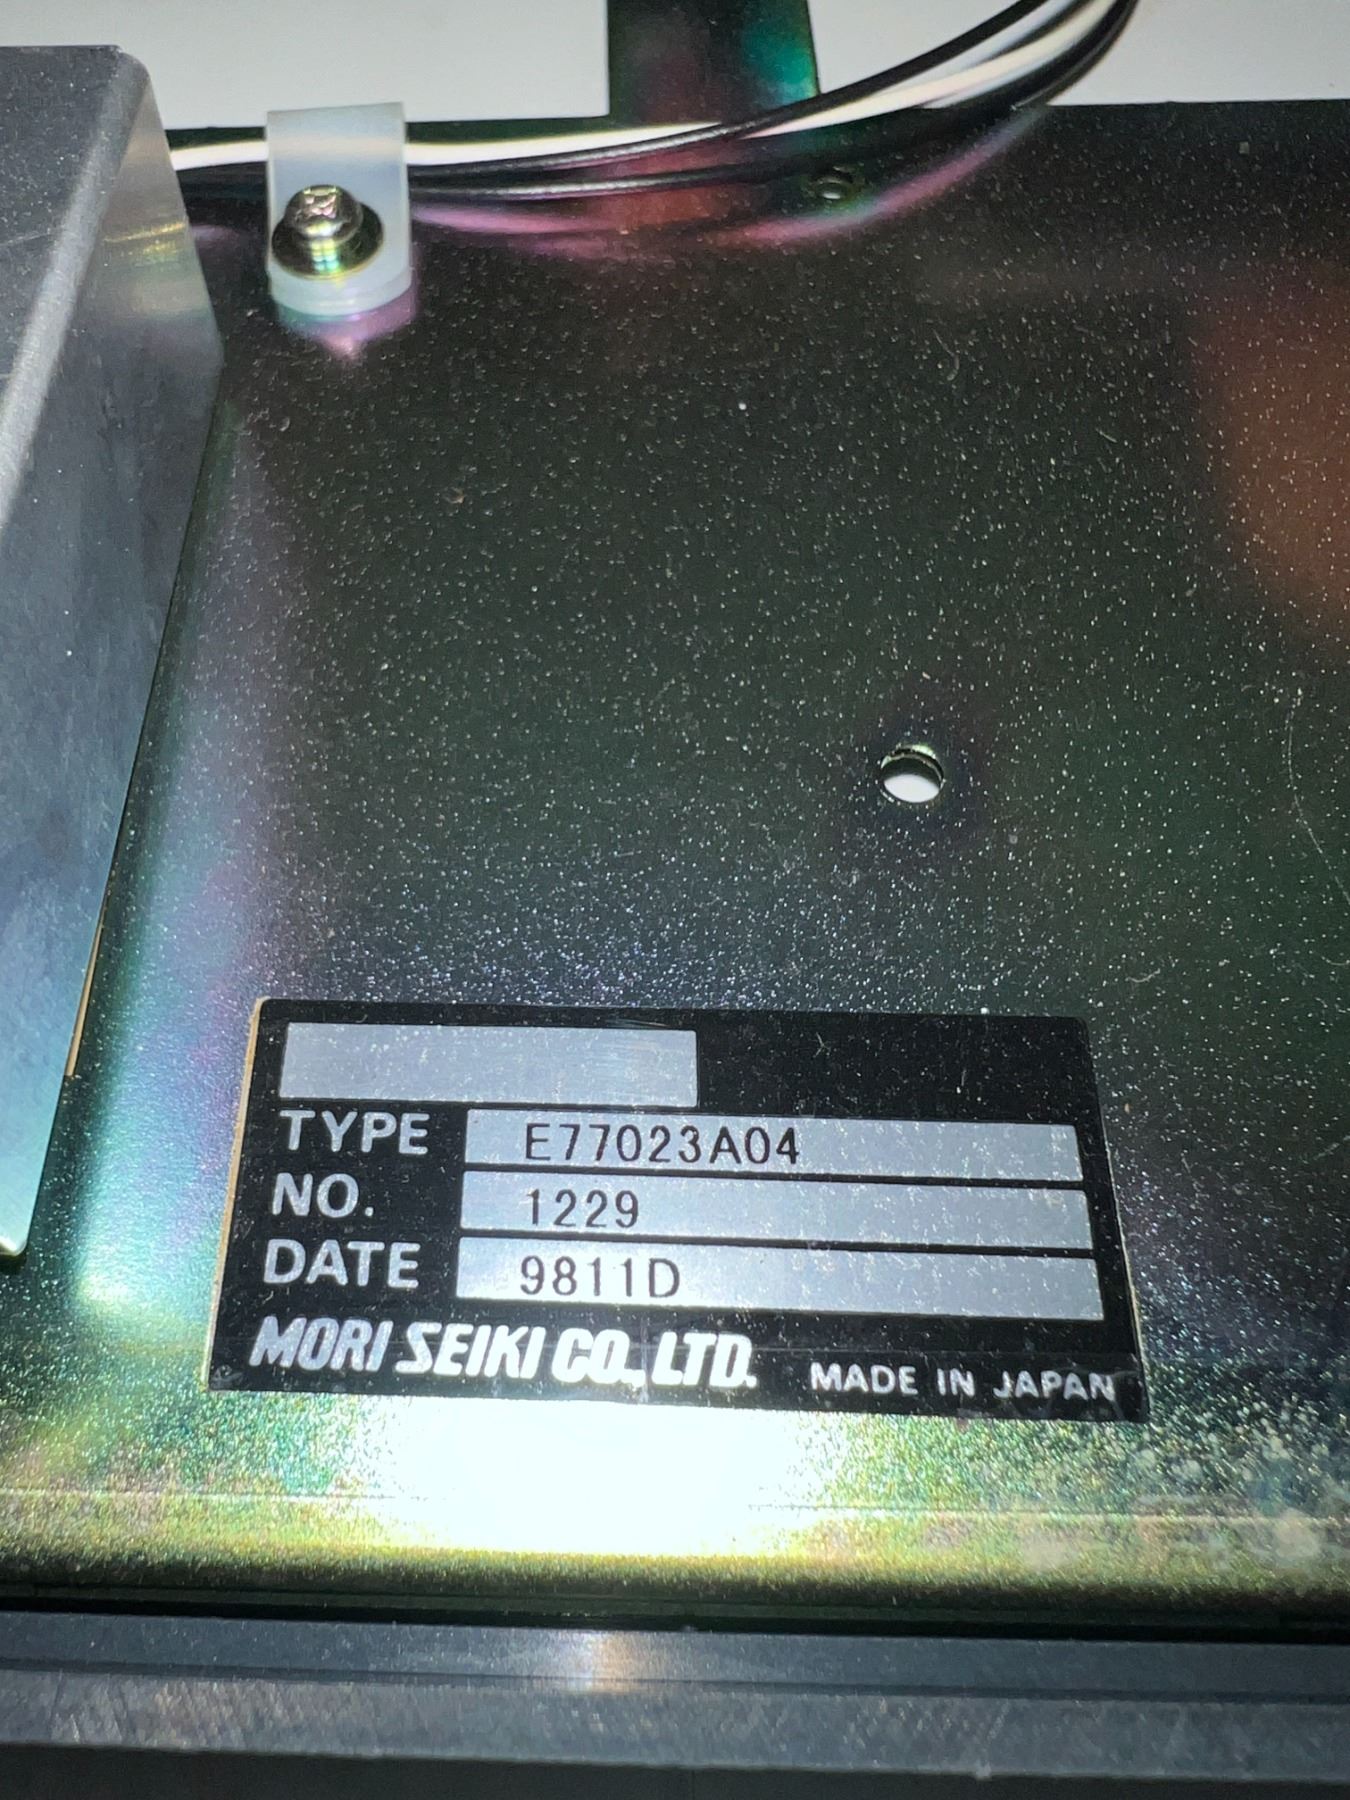 TYPE E77023A04
NO. 1229
DATE 9811D
MORI SEIKI CO., LTD. MADE IN JAPAN